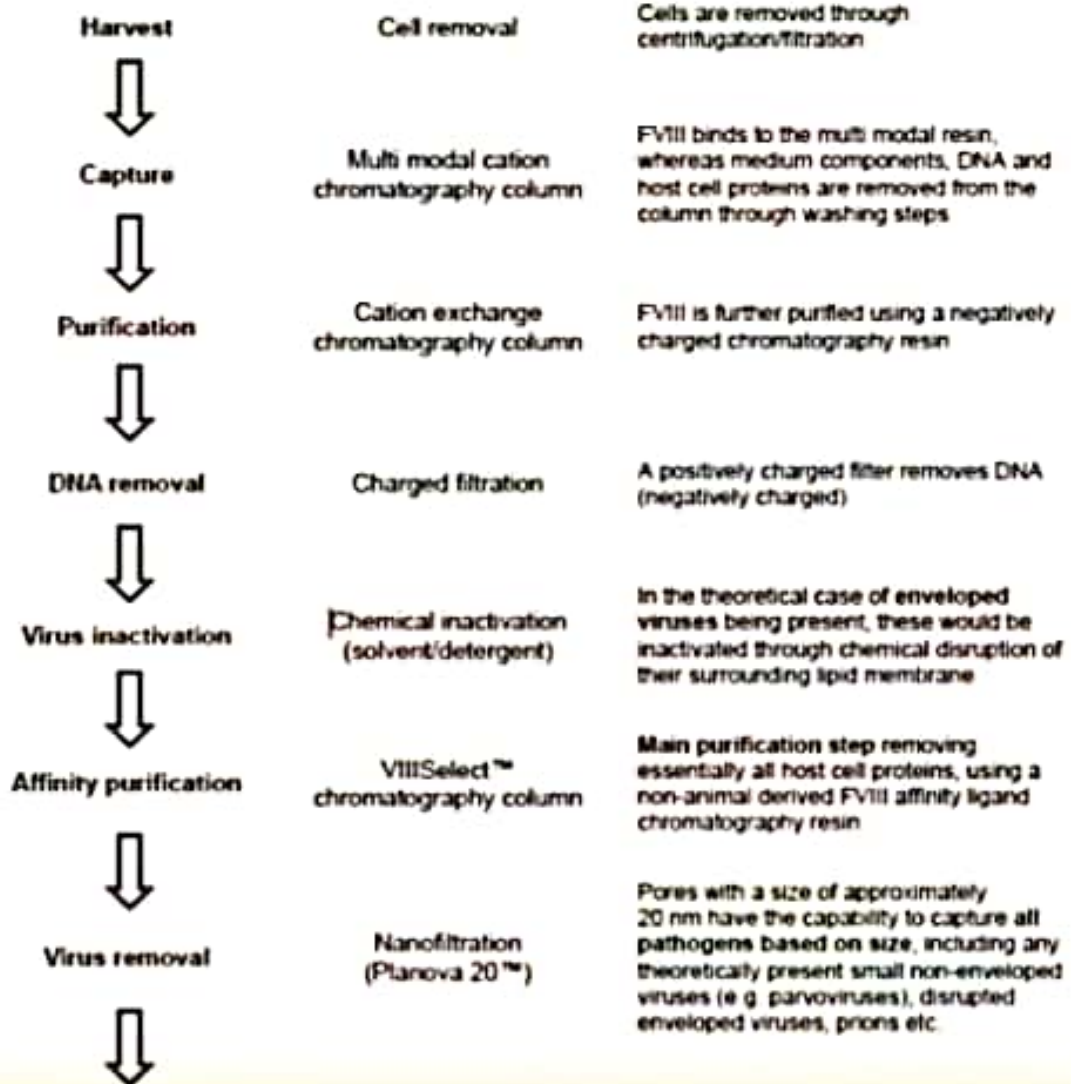 Harvest
Cell removal
Cells are removed through
centrifugation/filtration
Capture
Multi modal cation
chromatography column
FVIII binds to the multi modal resin,
whereas medium components, DNA and
host cell proteins are removed from the
column through washing steps
Purification
Cation exchange
chromatography column
FVIII is further purified using a negatively
charged chromatography resin
DNA removal
Charged filtration
A positively charged filter removes DNA
(negatively charged)
Virus inactivation
Chemical inactivation
(solvent/detergent)
In the theoretical case of enveloped
viruses being present, these would be
inactivated through chemical disruption of
their surrounding lipid membrane
Affinity purification
VIIISelect™
chromatography column
Main purification step removing
essentially all host cell proteins, using a
non-animal derived FVIII affinity ligand
chromatography resin
Virus removal
Nanofiltration
(Planova 20™)
Pores with a size of approximately
20 nm have the capability to capture all
pathogens based on size, including any
theoretically present small non-enveloped
viruses (e.g. parvoviruses), disrupted
enveloped viruses, prions etc.